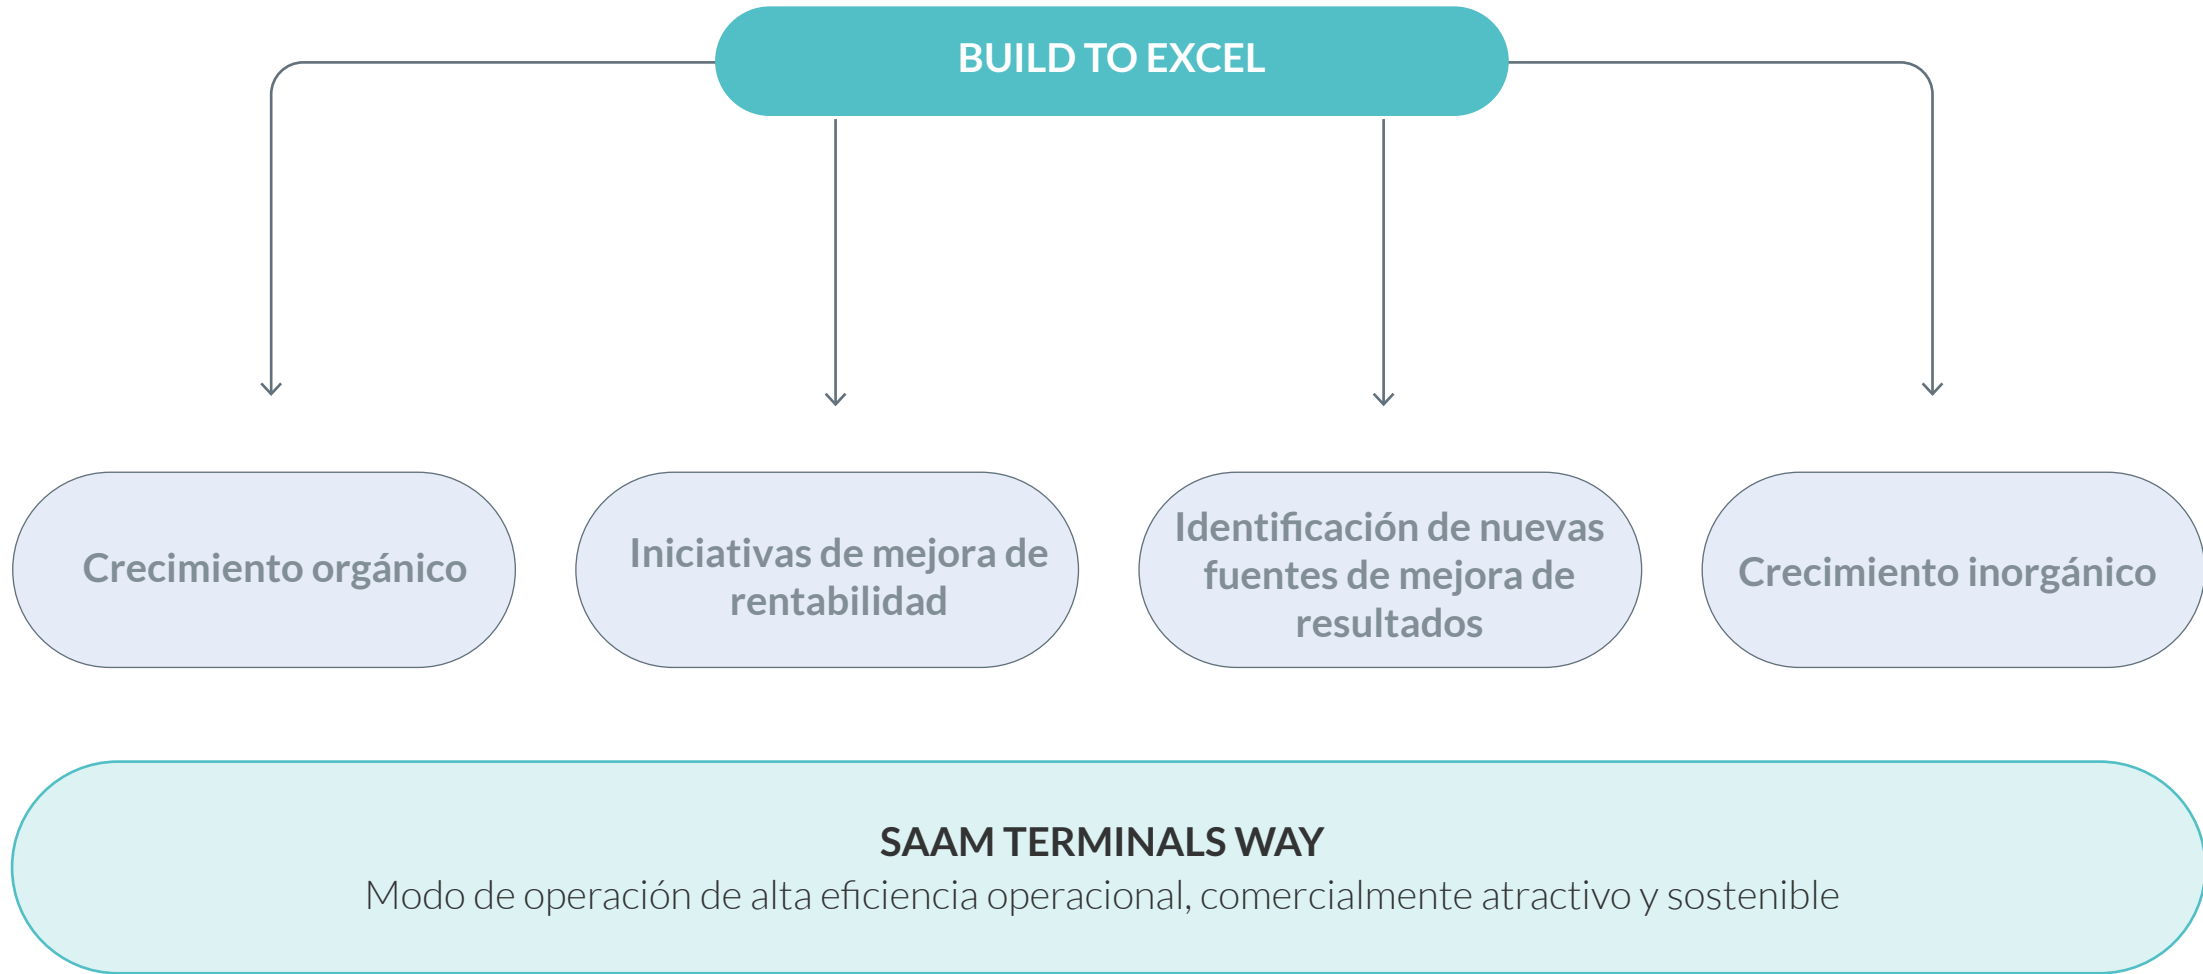 BUILD TO EXCEL
Crecimiento orgánico
Iniciativas de mejora de
rentabilidad
Identificación de nuevas
fuentes de mejora de
resultados
Crecimiento inorgánico
SAAM TERMINALS WAY
Modo de operación de alta eficiencia operacional, comercialmente atractivo y sostenible